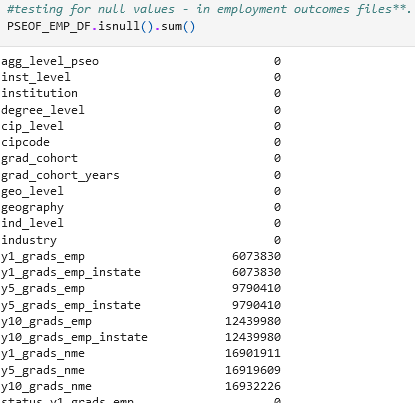 #testing for null values - in employment outcomes files**.
PSEOF_EMP_DF.isnull().sum()
agg_level_pseo 0
inst_level 0
institution 0
degree_level 0
cip_level 0
cipcode 0
grad_cohort 0
grad_cohort_years 0
geo_level 0
geography 0
ind_level 0
industry 0
y1_grads_emp 6073830
y1_grads_emp_instate 6073830
y5_grads_emp 9790410
y5_grads_emp_instate 9790410
y10_grads_emp 12439980
y10_grads_emp_instate 12439980
y1_grads_nme 16901911
y5_grads_nme 16919609
y10_grads_nme 16932226
status_y1_grads_emp 0